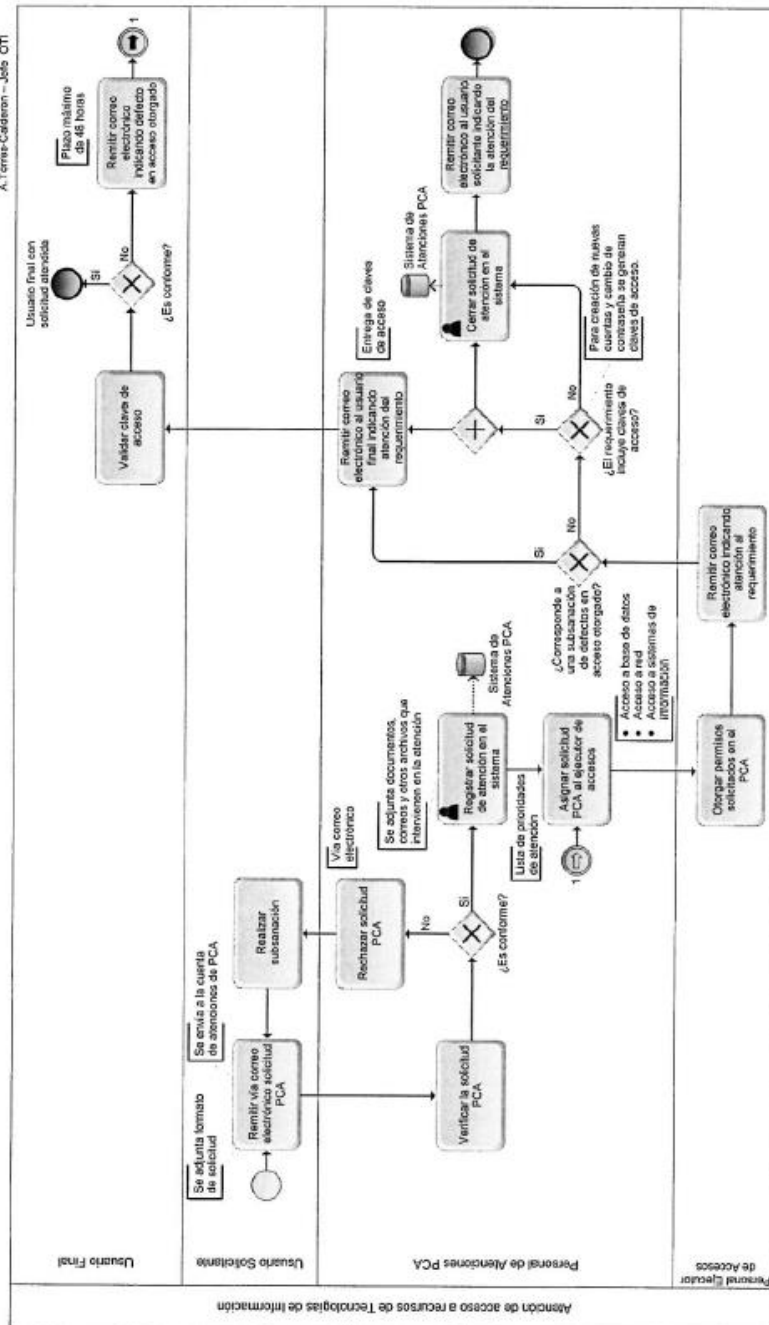 A.Torres-Calderon – Jefe OTI
Atención de acceso a recursos de Tecnologías de Información
Usuario Final
Validar clave de
acceso
¿Es conforme?
Sí
No
Usuario final con
solicitud atendida
Plazo máximo
de 48 horas
Remitir correo
electrónico
indicando defecto
en acceso otorgado
1
Usuario Solicitante
Se adjunta formato
de solicitud
Remitir vía correo
electrónico solicitud
PCA
Se envía a la cuenta
de atenciones de PCA
Realizar
subsanación
Personal de Atenciones PCA
Verificar la solicitud
PCA
¿Es conforme?
No
Sí
Rechazar solicitud
PCA
Vía correo
electrónico
Se adjunta documentos,
correos y otros archivos que
intervienen en la atención
Registrar solicitud
de atención en el
sistema
Sistema de
Atenciones PCA
Lista de prioridades
de atención
1
Asignar solicitud
PCA al ejecutor de
accesos
¿Corresponde a
una subsanación
de defectos en
acceso otorgado?
Sí
No
¿El requerimiento
incluye claves de
acceso?
Sí
No
Para creación de nuevas
cuentas y cambio de
contraseña se generan
claves de acceso.
Remitir correo
electrónico al usuario
final indicando
atención del
requerimiento
Entrega de claves
de acceso
Cerrar solicitud de
atención en el
sistema
Sistema de
Atenciones PCA
Remitir correo
electrónico al usuario
solicitante indicando
la atención del
requerimiento
Personal Ejecutor
de Accesos
Otorgar permisos
solicitados en el
PCA
• Acceso a base de datos
• Acceso a red
• Acceso a sistemas de
información
Remitir correo
electrónico indicando
atención al
requerimiento